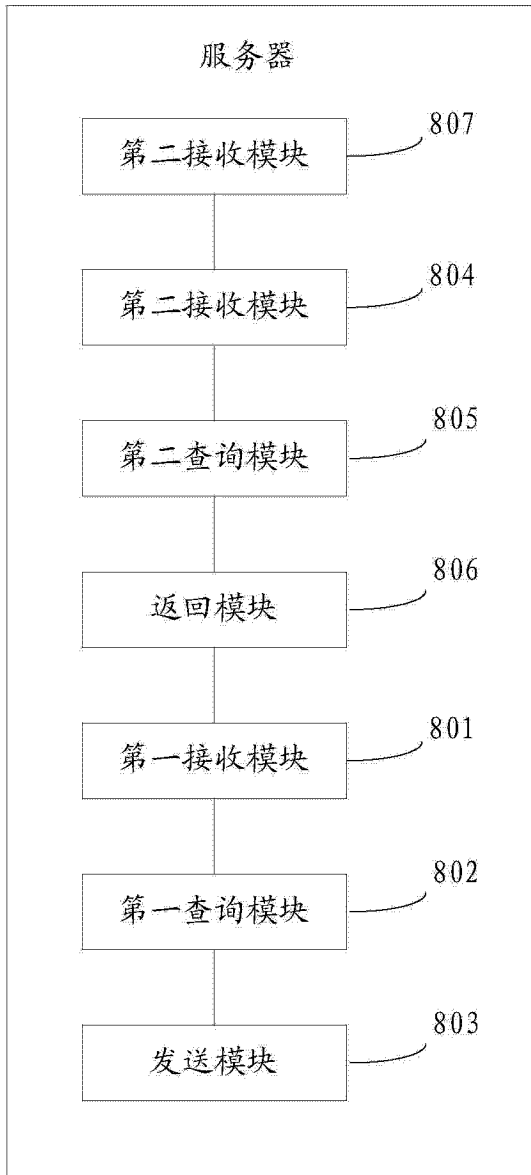 服务器
807
第二接收模块
804
第二接收模块
805
第二查询模块
806
返回模块
801
第一接收模块
802
第一查询模块
803
发送模块